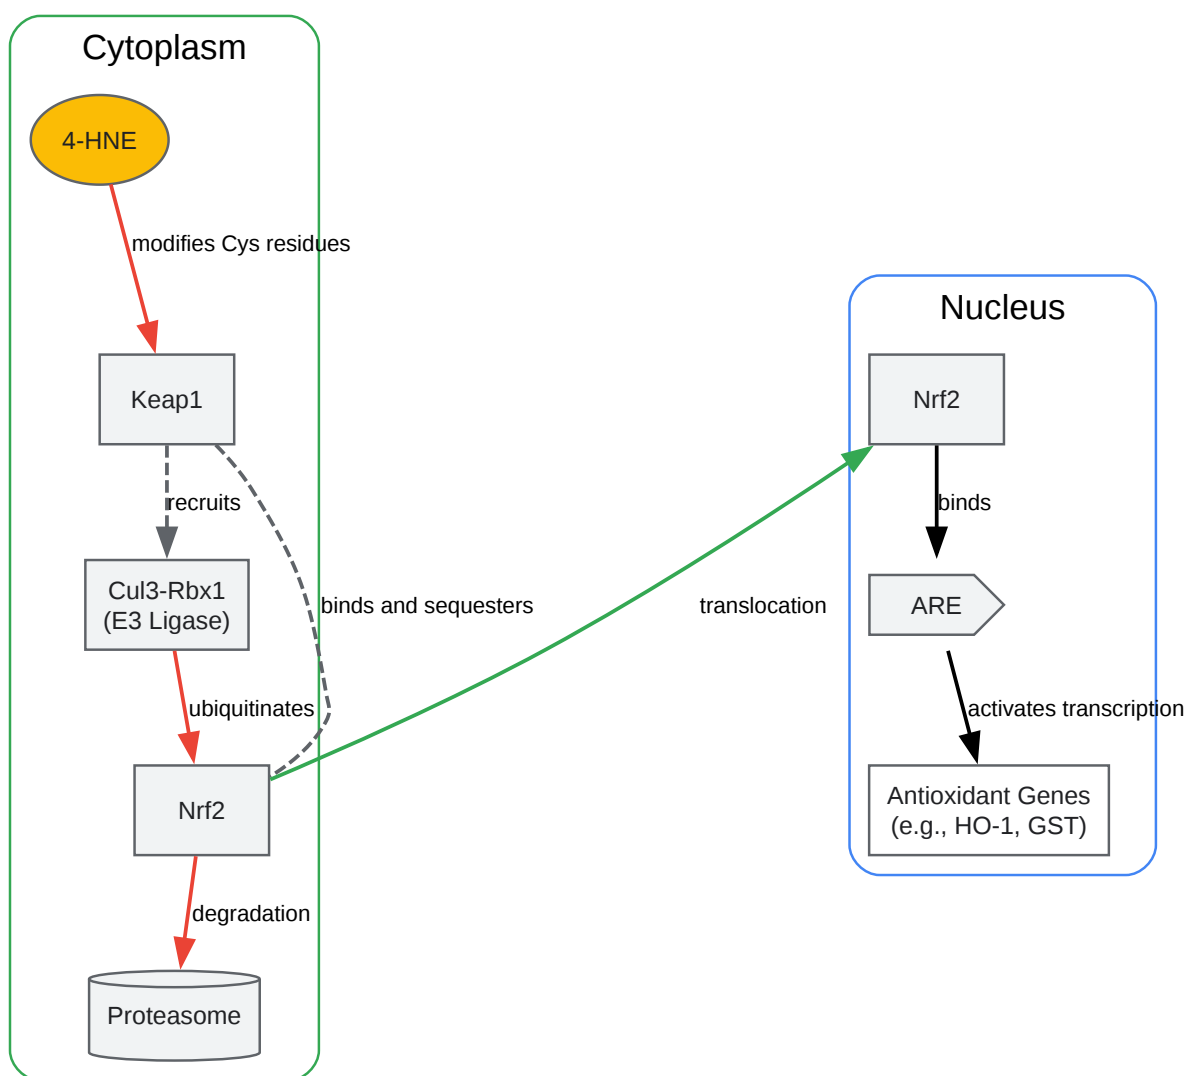 Cytoplasm
4-HNE
modifies Cys residues
Nucleus
Keap1
Nrf2
recruits
binds
Cul3-Rbx1
(E3 Ligase)
binds and sequesters
translocation
ARE
ubiquitinates
activates transcription
Nrf2
Antioxidant Genes
(e.g., HO-1, GST)
degradation
Proteasome